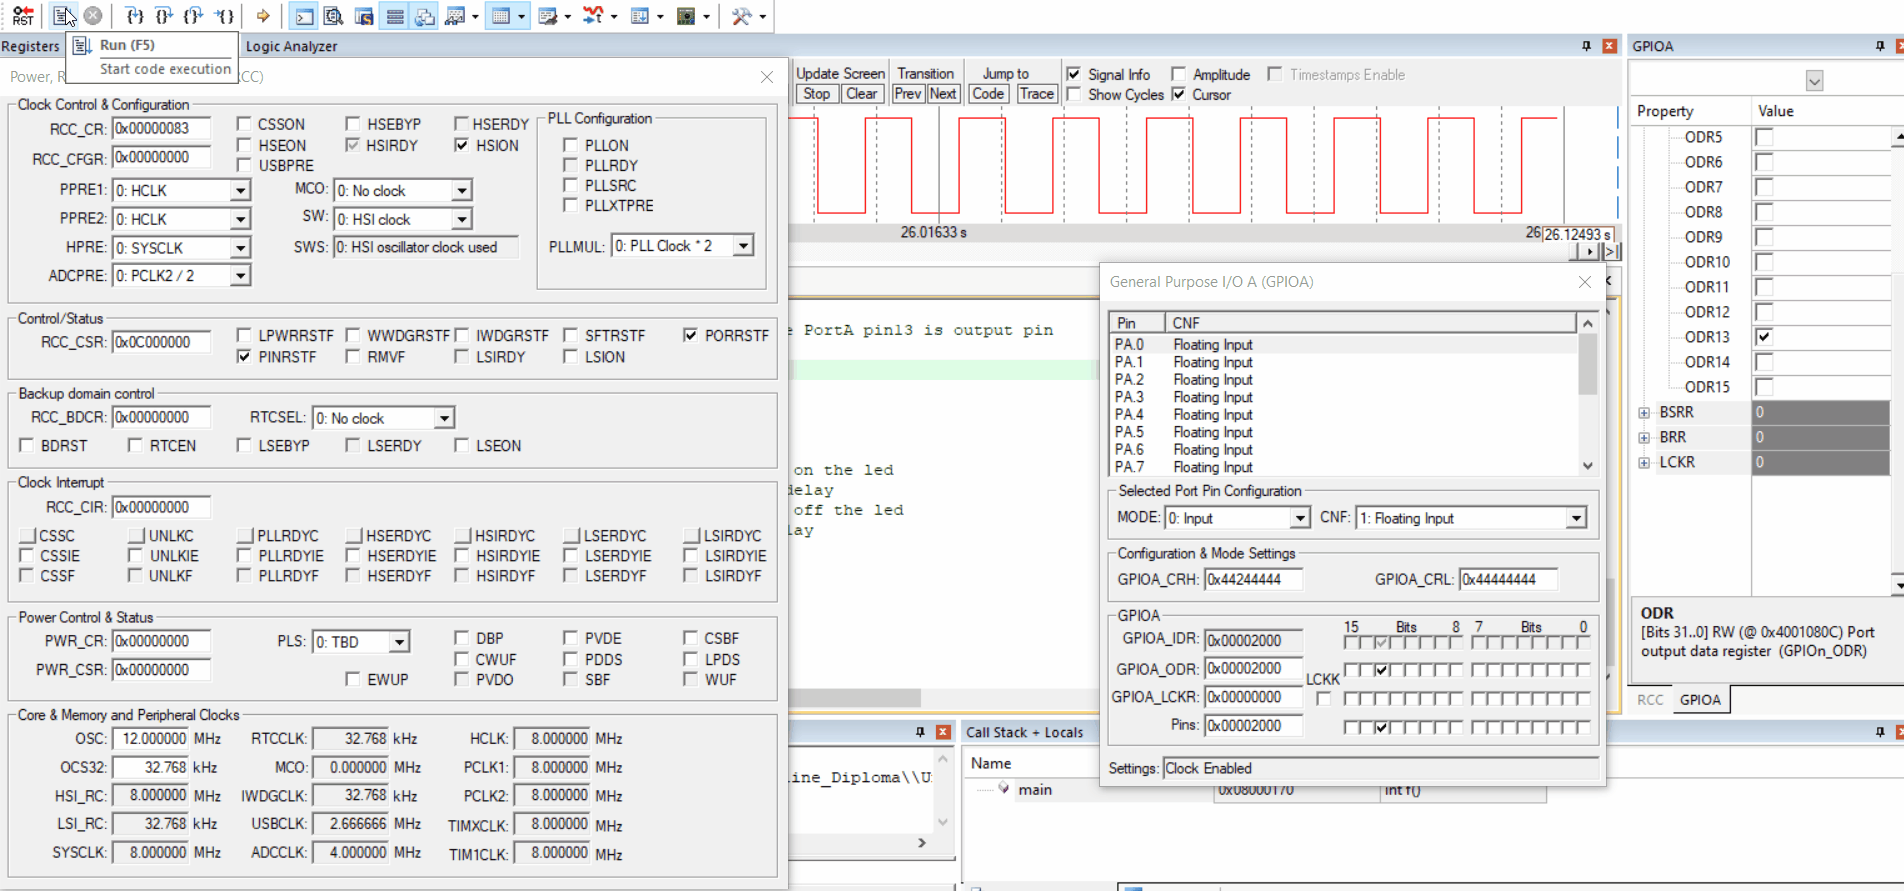 RST
Registers
Run (F5)
Start code execution
Logic Analyzer
GPIOA
Power, R
CC)
Update Screen
Transition
Jump to
Signal Info
Amplitude
Timestamps Enable
Stop
Clear
Prev
Next
Code
Trace
Show Cycles
Cursor
26.01633 s
26
26.12493 s
Clock Control & Configuration
RCC_CR: 0x00000083
RCC_CFGR: 0x00000000
CSSON
HSEBYP
HSERDY
HSEON
HSIRDY
HSION
USBPRE
PPRE1: 0: HCLK
PPRE2: 0: HCLK
HPRE: 0: SYSCLK
ADCPRE: 0: PCLK2 / 2
MCO: 0: No clock
SW: 0: HSI clock
SWS: 0: HSI oscillator clock used
PLL Configuration
PLLON
PLLRDY
PLLSRC
PLLXTPRE
PLLMUL: 0: PLL Clock * 2
Control/Status
RCC_CSR: 0x0C000000
LPWRRSTF
WWDGRSTF
IWDGRSTF
SFTRSTF
PORRSTF
PINRSTF
RMVF
LSIRDY
LSION
Backup domain control
RCC_BDCR: 0x00000000
RTCSEL: 0: No clock
BDRST
RTCEN
LSEBYP
LSERDY
LSEON
Clock Interrupt
RCC_CIR: 0x00000000
CSSC
UNLKC
PLLRDYC
HSERDYC
HSIRDYC
LSERDYC
LSIRDYC
CSSIE
UNLKIE
PLLRDYIE
HSERDYIE
HSIRDYIE
LSERDYIE
LSIRDYIE
CSSF
UNLKF
PLLRDYF
HSERDYF
HSIRDYF
LSERDYF
LSIRDYF
Power Control & Status
PWR_CR: 0x00000000
PWR_CSR: 0x00000000
PLS: 0: TBD
DBP
PVDE
CSBF
CWUF
PDDS
LPDS
EWUP
PVDO
SBF
WUF
Core & Memory and Peripheral Clocks
OSC: 12.000000 MHz
RTCCLK: 32.768 kHz
HCLK: 8.000000 MHz
OCS32: 32.768 kHz
MCO: 0.000000 MHz
PCLK1: 8.000000 MHz
HSI_RC: 8.000000 MHz
IWDGCLK: 32.768 kHz
PCLK2: 8.000000 MHz
LSI_RC: 32.768 kHz
USBCLK: 2.666666 MHz
TIMXCLK: 8.000000 MHz
SYSCLK: 8.000000 MHz
ADCCLK: 4.000000 MHz
TIM1CLK: 8.000000 MHz
e PortA pin13 is output pin
on the led
delay
off the led
lay
General Purpose I/O A (GPIOA)
Pin CNF
PA.0 Floating Input
PA.1 Floating Input
PA.2 Floating Input
PA.3 Floating Input
PA.4 Floating Input
PA.5 Floating Input
PA.6 Floating Input
PA.7 Floating Input
Selected Port Pin Configuration
MODE: 0: Input
CNF: 1: Floating Input
Configuration & Mode Settings
GPIOA_CRH: 0x44244444
GPIOA_CRL: 0x44444444
GPIOA
15 Bits 8 7 Bits 0
GPIOA_IDR: 0x00002000
GPIOA_ODR: 0x00002000
LCKK
GPIOA_LCKR: 0x00000000
Pins: 0x00002000
Settings: Clock Enabled
Property Value
ODR5
ODR6
ODR7
ODR8
ODR9
ODR10
ODR11
ODR12
ODR13
ODR14
ODR15
BSRR 0
BRR 0
LCKR 0
ODR
[Bits 31..0] RW (@ 0x4001080C) Port
output data register (GPIOn_ODR)
RCC
GPIOA
ine_Diploma\\U
Call Stack + Locals
Name
main
0x08000170
int f()